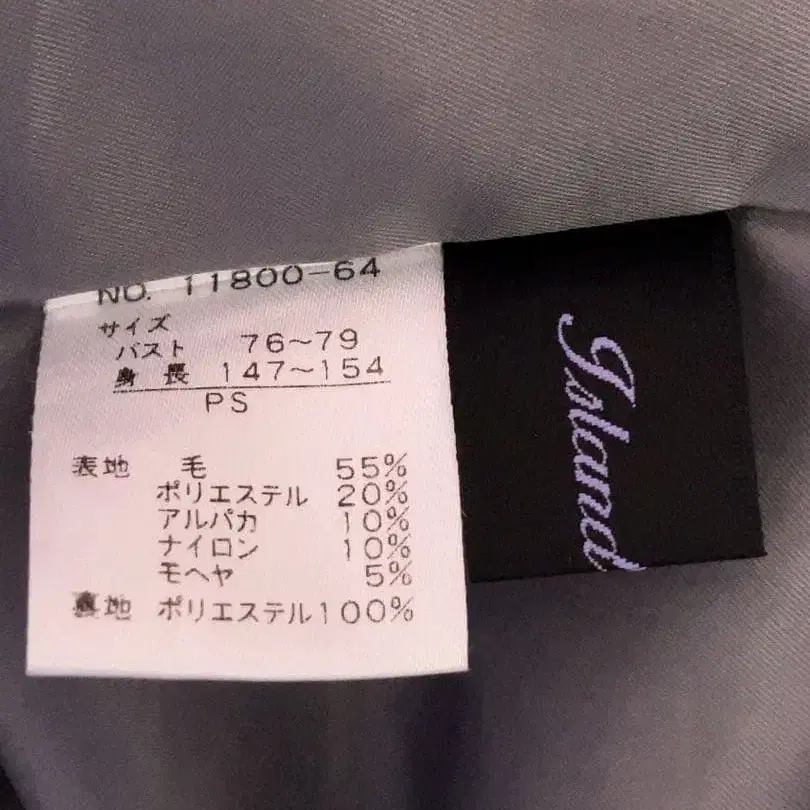 NO. 11800-64
サイズ
バスト 76~79
身長 147~154
PS
表地 毛 55%
ポリエステル 20%
アルパカ 10%
ナイロン 10%
モヘヤ 5%
裏地 ポリエステル100%
Island